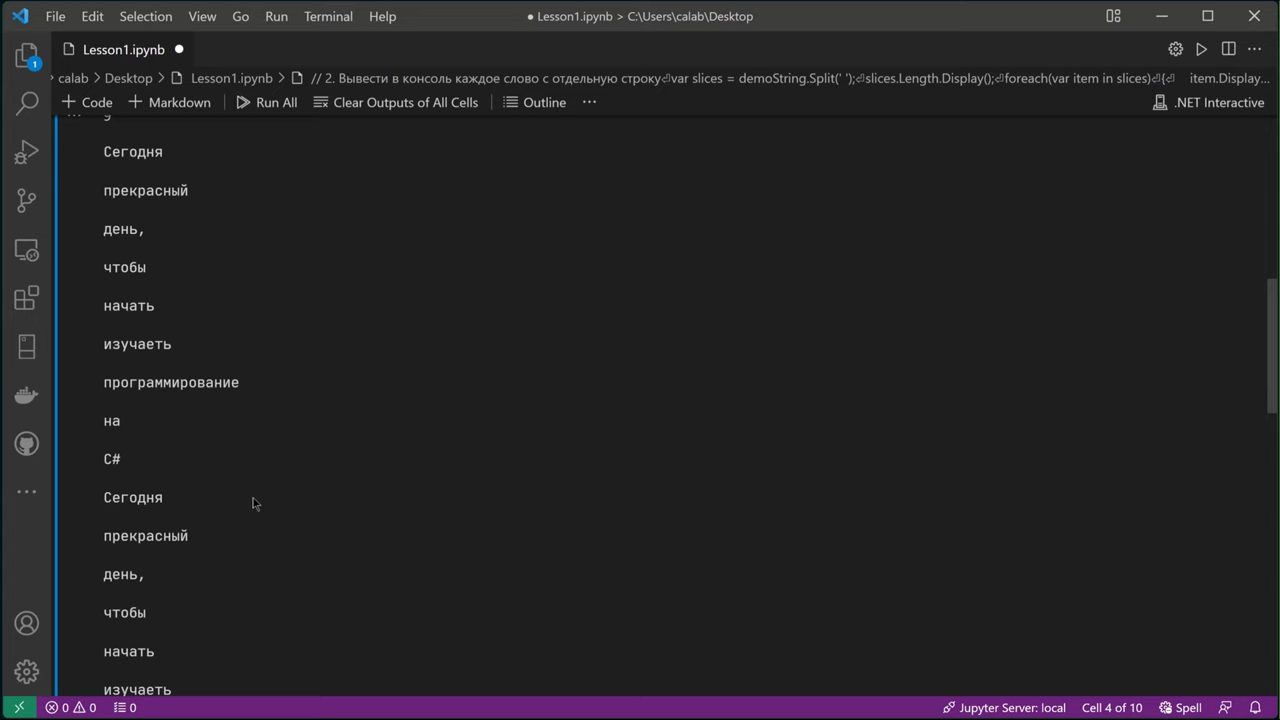 File Edit Selection View Go Run Terminal Help
● Lesson1.ipynb > C:\Users\calab\Desktop
Lesson1.ipynb ●
calab > Desktop > Lesson1.ipynb > // 2. Вывести в консоль каждое слово с отдельную строку⏎var slices = demoString.Split(' ');⏎slices.Length.Display();⏎foreach(var item in slices)⏎{⏎ item.Display...
+ Code + Markdown Run All Clear Outputs of All Cells Outline ··· .NET Interactive
1
Сегодня
прекрасный
день,
чтобы
начать
изучаеть
программирование
на
C#
Сегодня
прекрасный
день,
чтобы
начать
изучаеть
0 0 0 Jupyter Server: local Cell 4 of 10 Spell